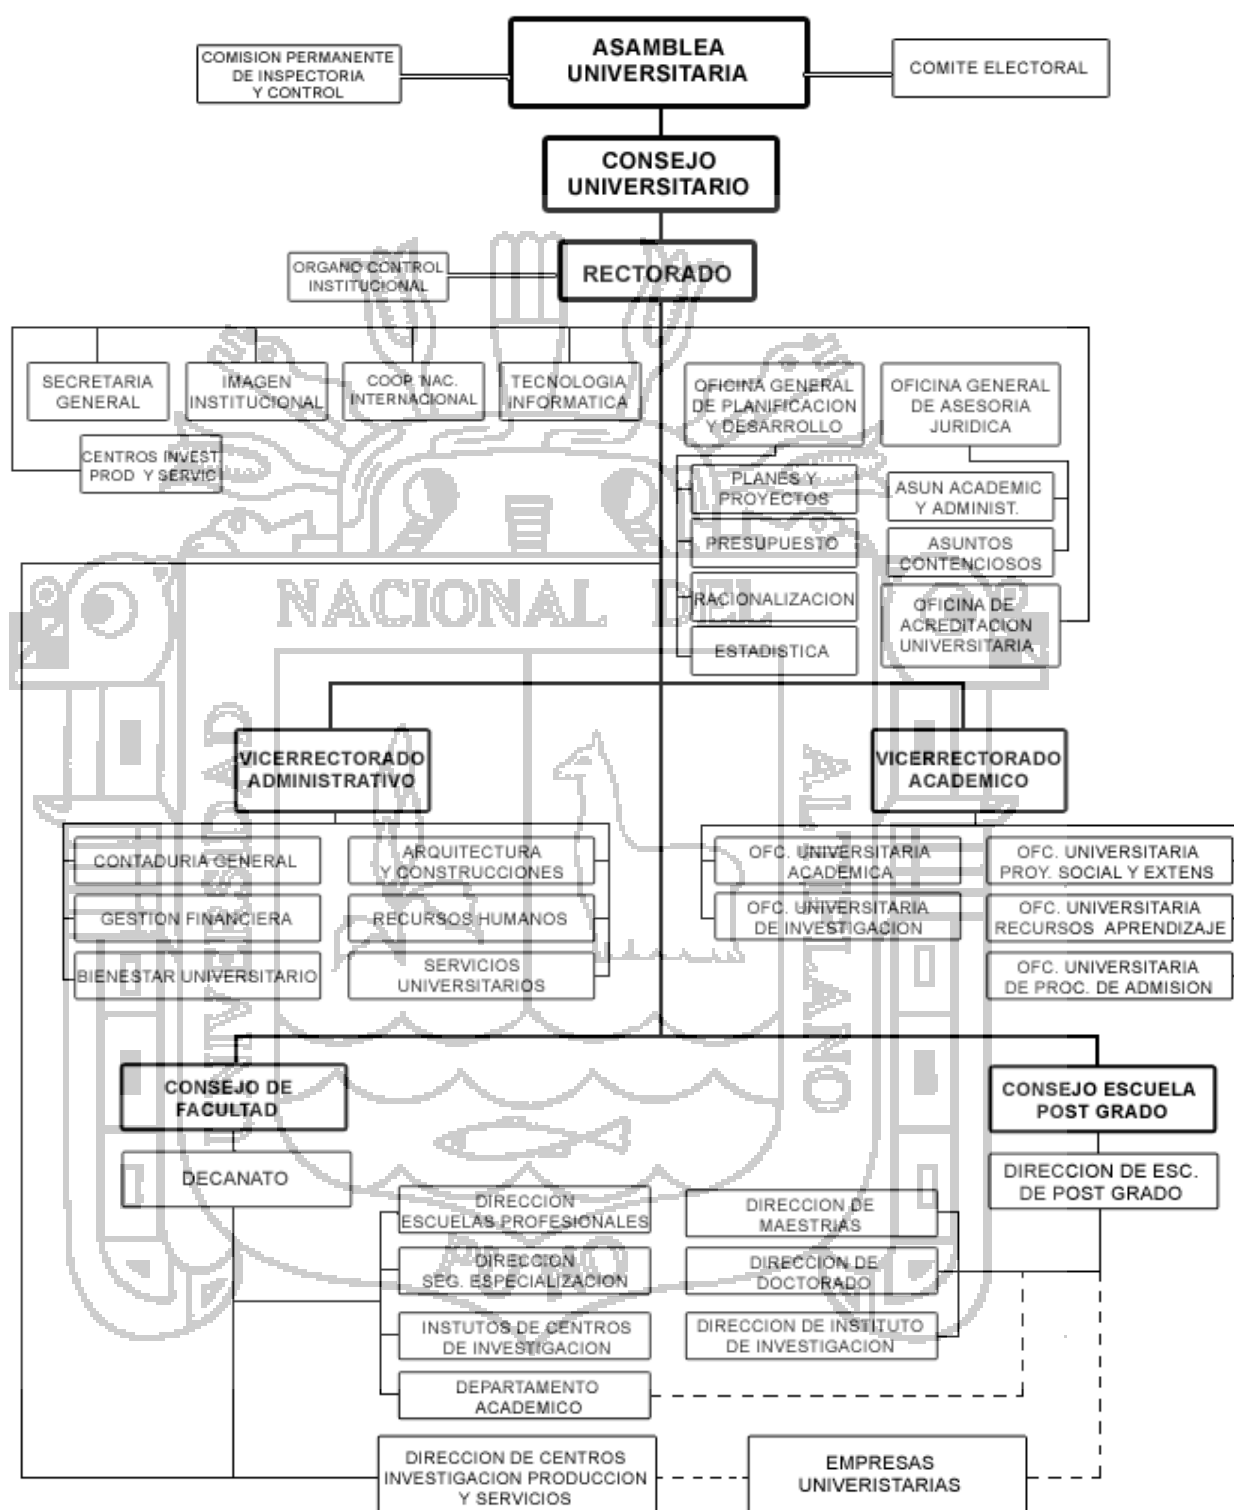 COMISION PERMANENTE
DE INSPECTORIA
Y CONTROL
ASAMBLEA
UNIVERSITARIA
COMITE ELECTORAL
CONSEJO
UNIVERSITARIO
ORGANO CONTROL
INSTITUCIONAL
RECTORADO
SECRETARIA
GENERAL
IMAGEN
INSTITUCIONAL
COOP. NAC.
INTERNACIONAL
TECNOLOGIA
INFORMATICA
OFICINA GENERAL
DE PLANIFICACION
Y DESARROLLO
OFICINA GENERAL
DE ASESORIA
JURIDICA
CENTROS INVEST.
PROD Y SERVIC
PLANES Y
PROYECTOS
ASUN ACADEMIC
Y ADMINIST.
PRESUPUESTO
ASUNTOS
CONTENCIOSOS
RACIONALIZACION
OFICINA DE
ACREDITACION
UNIVERSITARIA
ESTADISTICA
UNIVERSIDAD
NACIONAL DEL
ALTIPLANO
PUNO
VICERRECTORADO
ADMINISTRATIVO
VICERRECTORADO
ACADEMICO
CONTADURIA GENERAL
ARQUITECTURA
Y CONSTRUCCIONES
GESTION FINANCIERA
RECURSOS HUMANOS
BIENESTAR UNIVERSITARIO
SERVICIOS
UNIVERSITARIOS
OFC. UNIVERSITARIA
ACADEMICA
OFC. UNIVERSITARIA
PROY. SOCIAL Y EXTENS
OFC. UNIVERSITARIA
DE INVESTIGACION
OFC. UNIVERSITARIA
RECURSOS APRENDIZAJE
OFC. UNIVERSITARIA
DE PROC. DE ADMISION
CONSEJO DE
FACULTAD
CONSEJO ESCUELA
POST GRADO
DECANATO
DIRECCION DE ESC.
DE POST GRADO
DIRECCION
ESCUELAS PROFESIONALES
DIRECCION DE
MAESTRIAS
DIRECCION
SEG. ESPECIALIZACION
DIRECCION DE
DOCTORADO
INSTUTOS DE CENTROS
DE INVESTIGACION
DIRECCION DE INSTITUTO
DE INVESTIGACION
DEPARTAMENTO
ACADEMICO
DIRECCION DE CENTROS
INVESTIGACION PRODUCCION
Y SERVICIOS
EMPRESAS
UNIVERISTARIAS